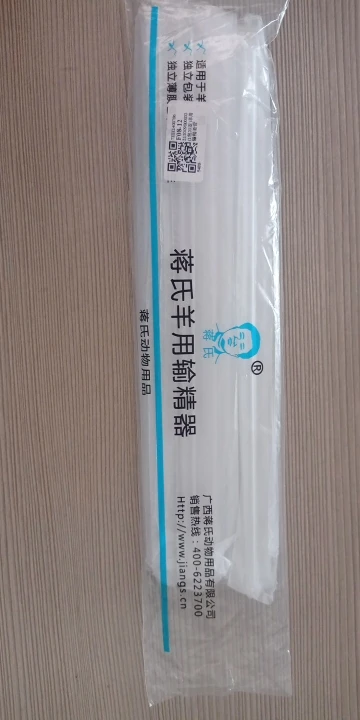 适用于羊
独立包装
独立薄膜
蒋氏
®
蒋氏羊用输精器
蒋氏动物用品
广西蒋氏动物用品有限公司
销售热线：400-6223700
Http://www.jiangs.cn